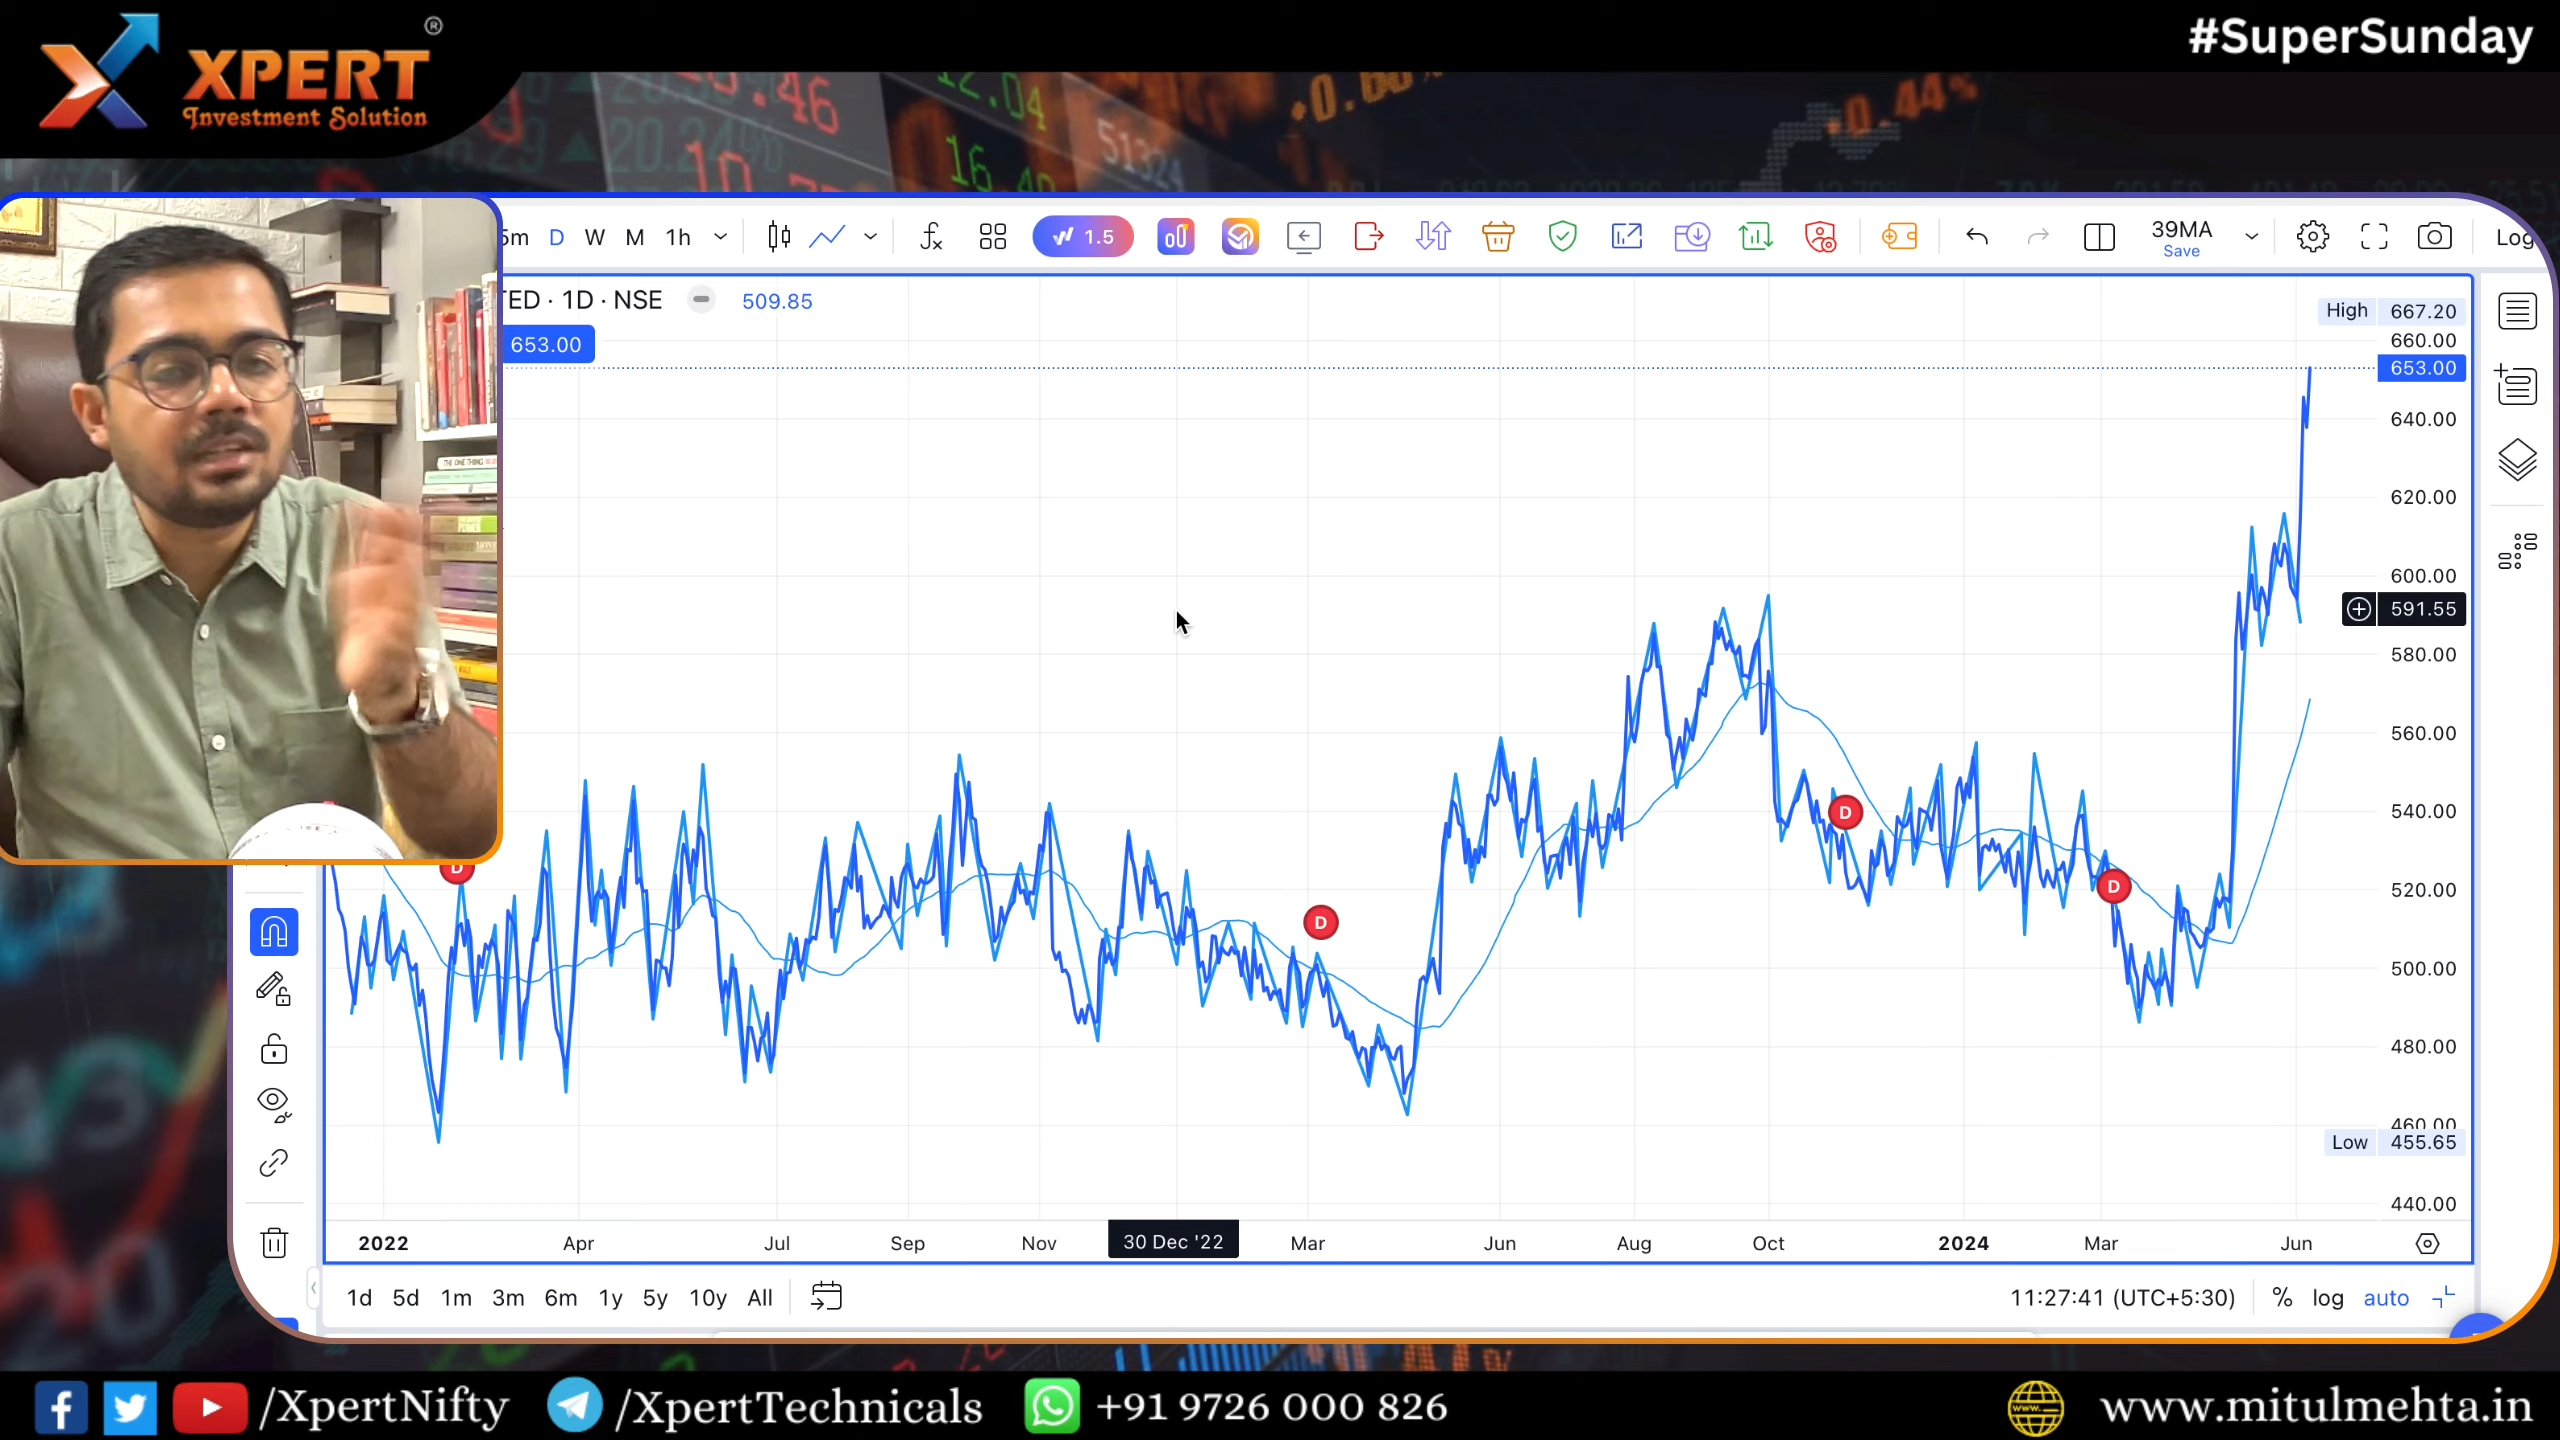 XPERT ®
Investment Solution
#SuperSunday
5m D W M 1h
1.5
39MA
Save
Log
TED · 1D · NSE 509.85
653.00
High 667.20
660.00
653.00
640.00
620.00
600.00
591.55
580.00
560.00
540.00
520.00
500.00
480.00
460.00
Low 455.65
440.00
D
D
D
D
2022 Apr Jul Sep Nov 30 Dec '22 Mar Jun Aug Oct 2024 Mar Jun
1d 5d 1m 3m 6m 1y 5y 10y All
11:27:41 (UTC+5:30) % log auto
/XpertNifty /XpertTechnicals +91 9726 000 826 www.mitulmehta.in